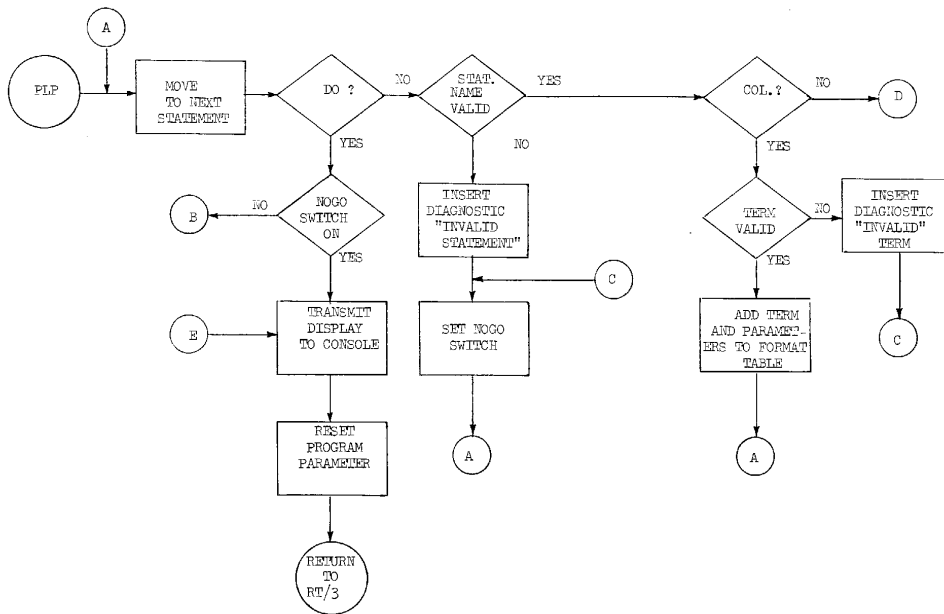 A
PLP
MOVE
TO NEXT
STATEMENT
DO ?
NO
STAT.
NAME
VALID
YES
COL.?
NO
D
YES
NO
YES
B
NO
NOGO
SWITCH
ON
YES
INSERT
DIAGNOSTIC
"INVALID
STATEMENT"
TERM
VALID
NO
INSERT
DIAGNOSTIC
"INVALID"
TERM
YES
C
E
TRANSMIT
DISPLAY
TO CONSOLE
SET NOGO
SWITCH
ADD TERM
AND PARAMET-
ERS TO FORMAT
TABLE
C
RESET
PROGRAM
PARAMETER
A
A
RETURN
TO
RT/3